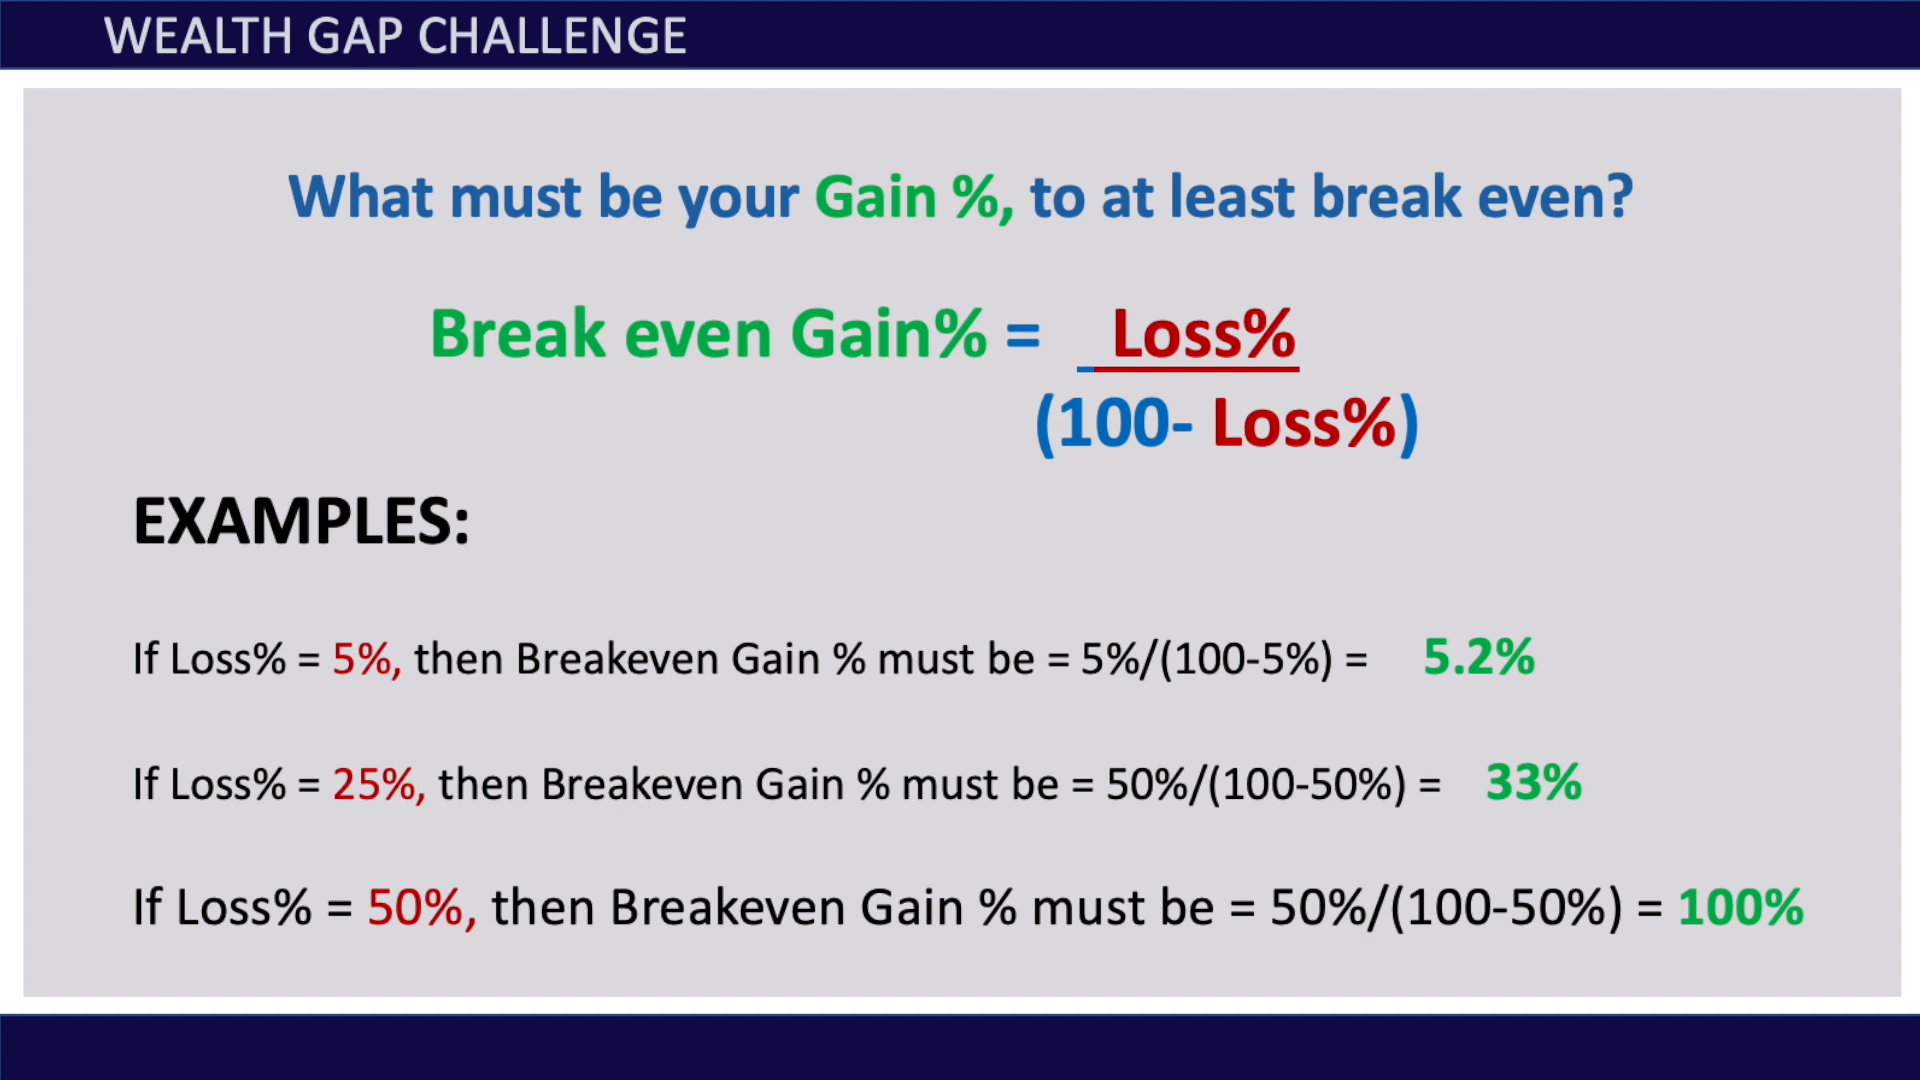 WEALTH GAP CHALLENGE
What must be your Gain %, to at least break even?
Break even Gain% = Loss%
(100- Loss%)
EXAMPLES:
If Loss% = 5%, then Breakeven Gain % must be = 5%/(100-5%) = 5.2%
If Loss% = 25%, then Breakeven Gain % must be = 50%/(100-50%) = 33%
If Loss% = 50%, then Breakeven Gain % must be = 50%/(100-50%) = 100%